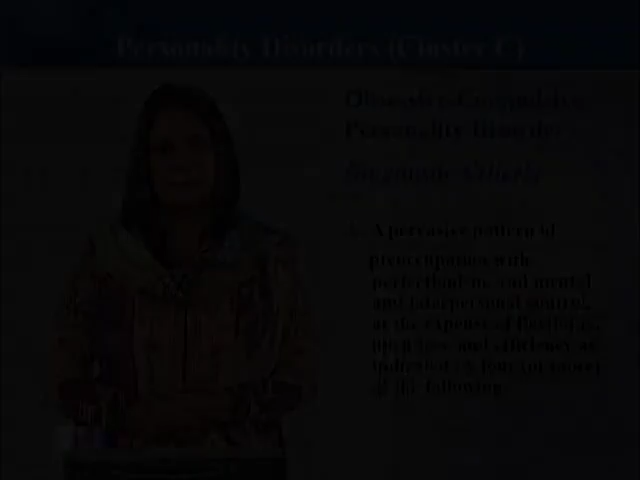 Personality Disorders (Cluster C)
Obsessive-Compulsive
Personality Disorder
Diagnostic Criteria
A pervasive pattern of
preoccupation with
perfectionism, and mental
and interpersonal control,
at the expense of flexibility,
openness and efficiency as
indicated by four (or more)
of the following: